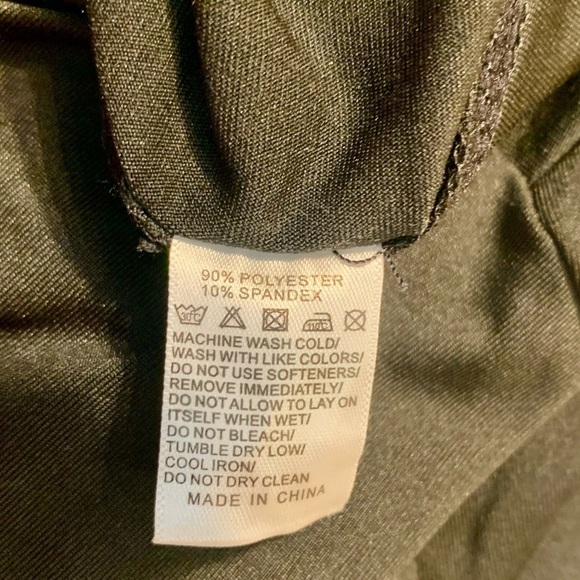 90% POLYESTER
10% SPANDEX
30°C 110°C
MACHINE WASH COLD/
WASH WITH LIKE COLORS/
DO NOT USE SOFTENERS/
REMOVE IMMEDIATELY/
DO NOT ALLOW TO LAY ON
ITSELF WHEN WET/
DO NOT BLEACH/
TUMBLE DRY LOW/
COOL IRON/
DO NOT DRY CLEAN
MADE IN CHINA